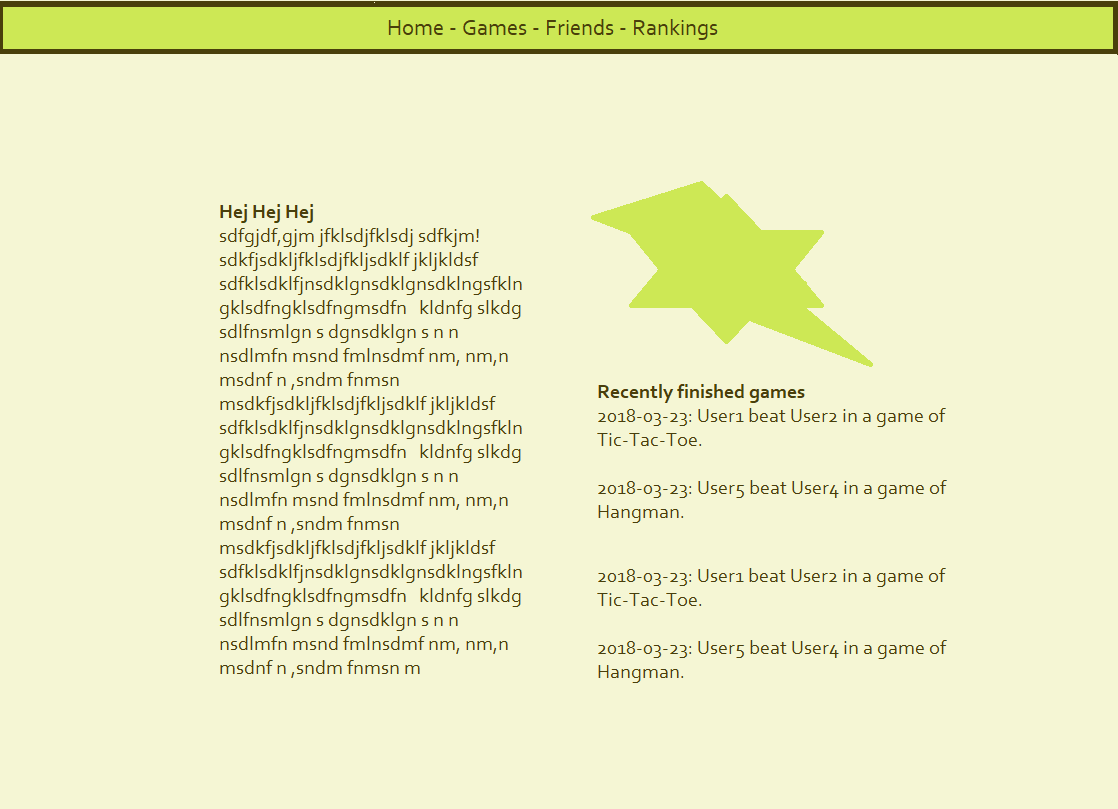 Home - Games - Friends - Rankings
Hej Hej Hej
sdfgjdf,gjm jfklsdjfklsdj sdfkjm!
sdkfjsdkljfklsdjfkljsdklf jkljkldsf
sdfklsdklfjnsdklgnsdklgnsdklngsfkln
gklsdfngklsdfngmsdfn   kldnfg slkdg
sdlfnsmlgn s dgnsdklgn s n n
nsdlmfn msnd fmlnsdmf nm, nm,n
msdnf n ,sndm fnmsn
msdkfjsdkljfklsdjfkljsdklf jkljkldsf
sdfklsdklfjnsdklgnsdklgnsdklngsfkln
gklsdfngklsdfngmsdfn   kldnfg slkdg
sdlfnsmlgn s dgnsdklgn s n n
nsdlmfn msnd fmlnsdmf nm, nm,n
msdnf n ,sndm fnmsn
msdkfjsdkljfklsdjfkljsdklf jkljkldsf
sdfklsdklfjnsdklgnsdklgnsdklngsfkln
gklsdfngklsdfngmsdfn   kldnfg slkdg
sdlfnsmlgn s dgnsdklgn s n n
nsdlmfn msnd fmlnsdmf nm, nm,n
msdnf n ,sndm fnmsn m
Recently finished games
2018-03-23: User1 beat User2 in a game of
Tic-Tac-Toe.
2018-03-23: User5 beat User4 in a game of
Hangman.
2018-03-23: User1 beat User2 in a game of
Tic-Tac-Toe.
2018-03-23: User5 beat User4 in a game of
Hangman.